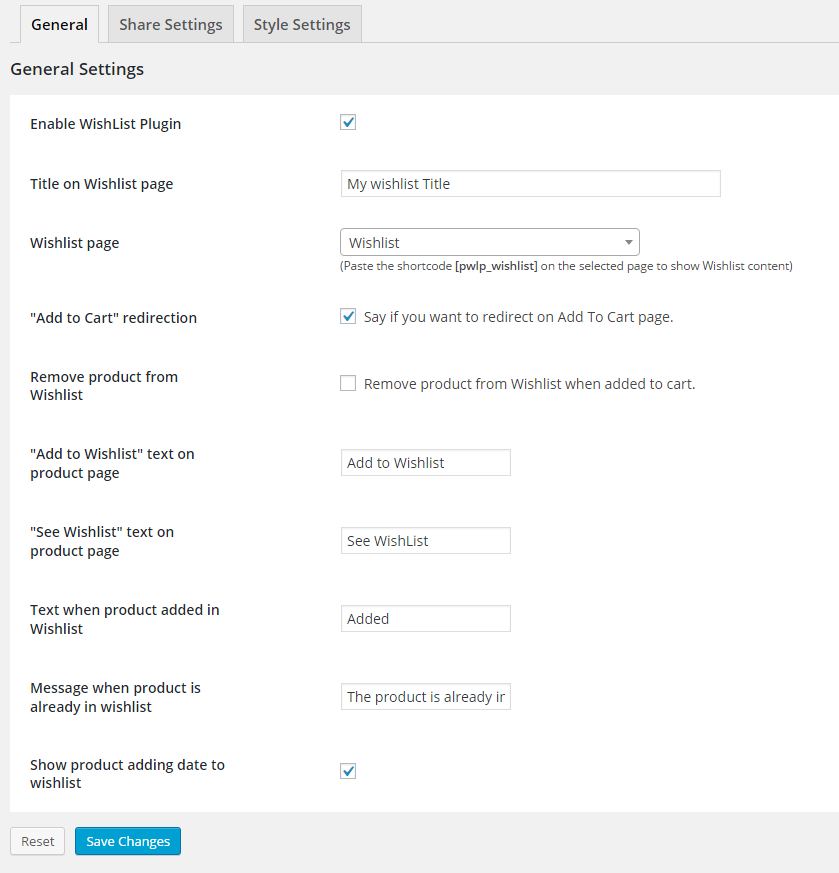 General
Share Settings
Style Settings
General Settings
Enable WishList Plugin
Title on Wishlist page
My wishlist Title
Wishlist page
Wishlist
(Paste the shortcode [pwlp_wishlist] on the selected page to show Wishlist content)
"Add to Cart" redirection
Say if you want to redirect on Add To Cart page.
Remove product from
Wishlist
Remove product from Wishlist when added to cart.
"Add to Wishlist" text on
product page
Add to Wishlist
"See Wishlist" text on
product page
See WishList
Text when product added in
Wishlist
Added
Message when product is
already in wishlist
The product is already ir
Show product adding date to
wishlist
Reset
Save Changes